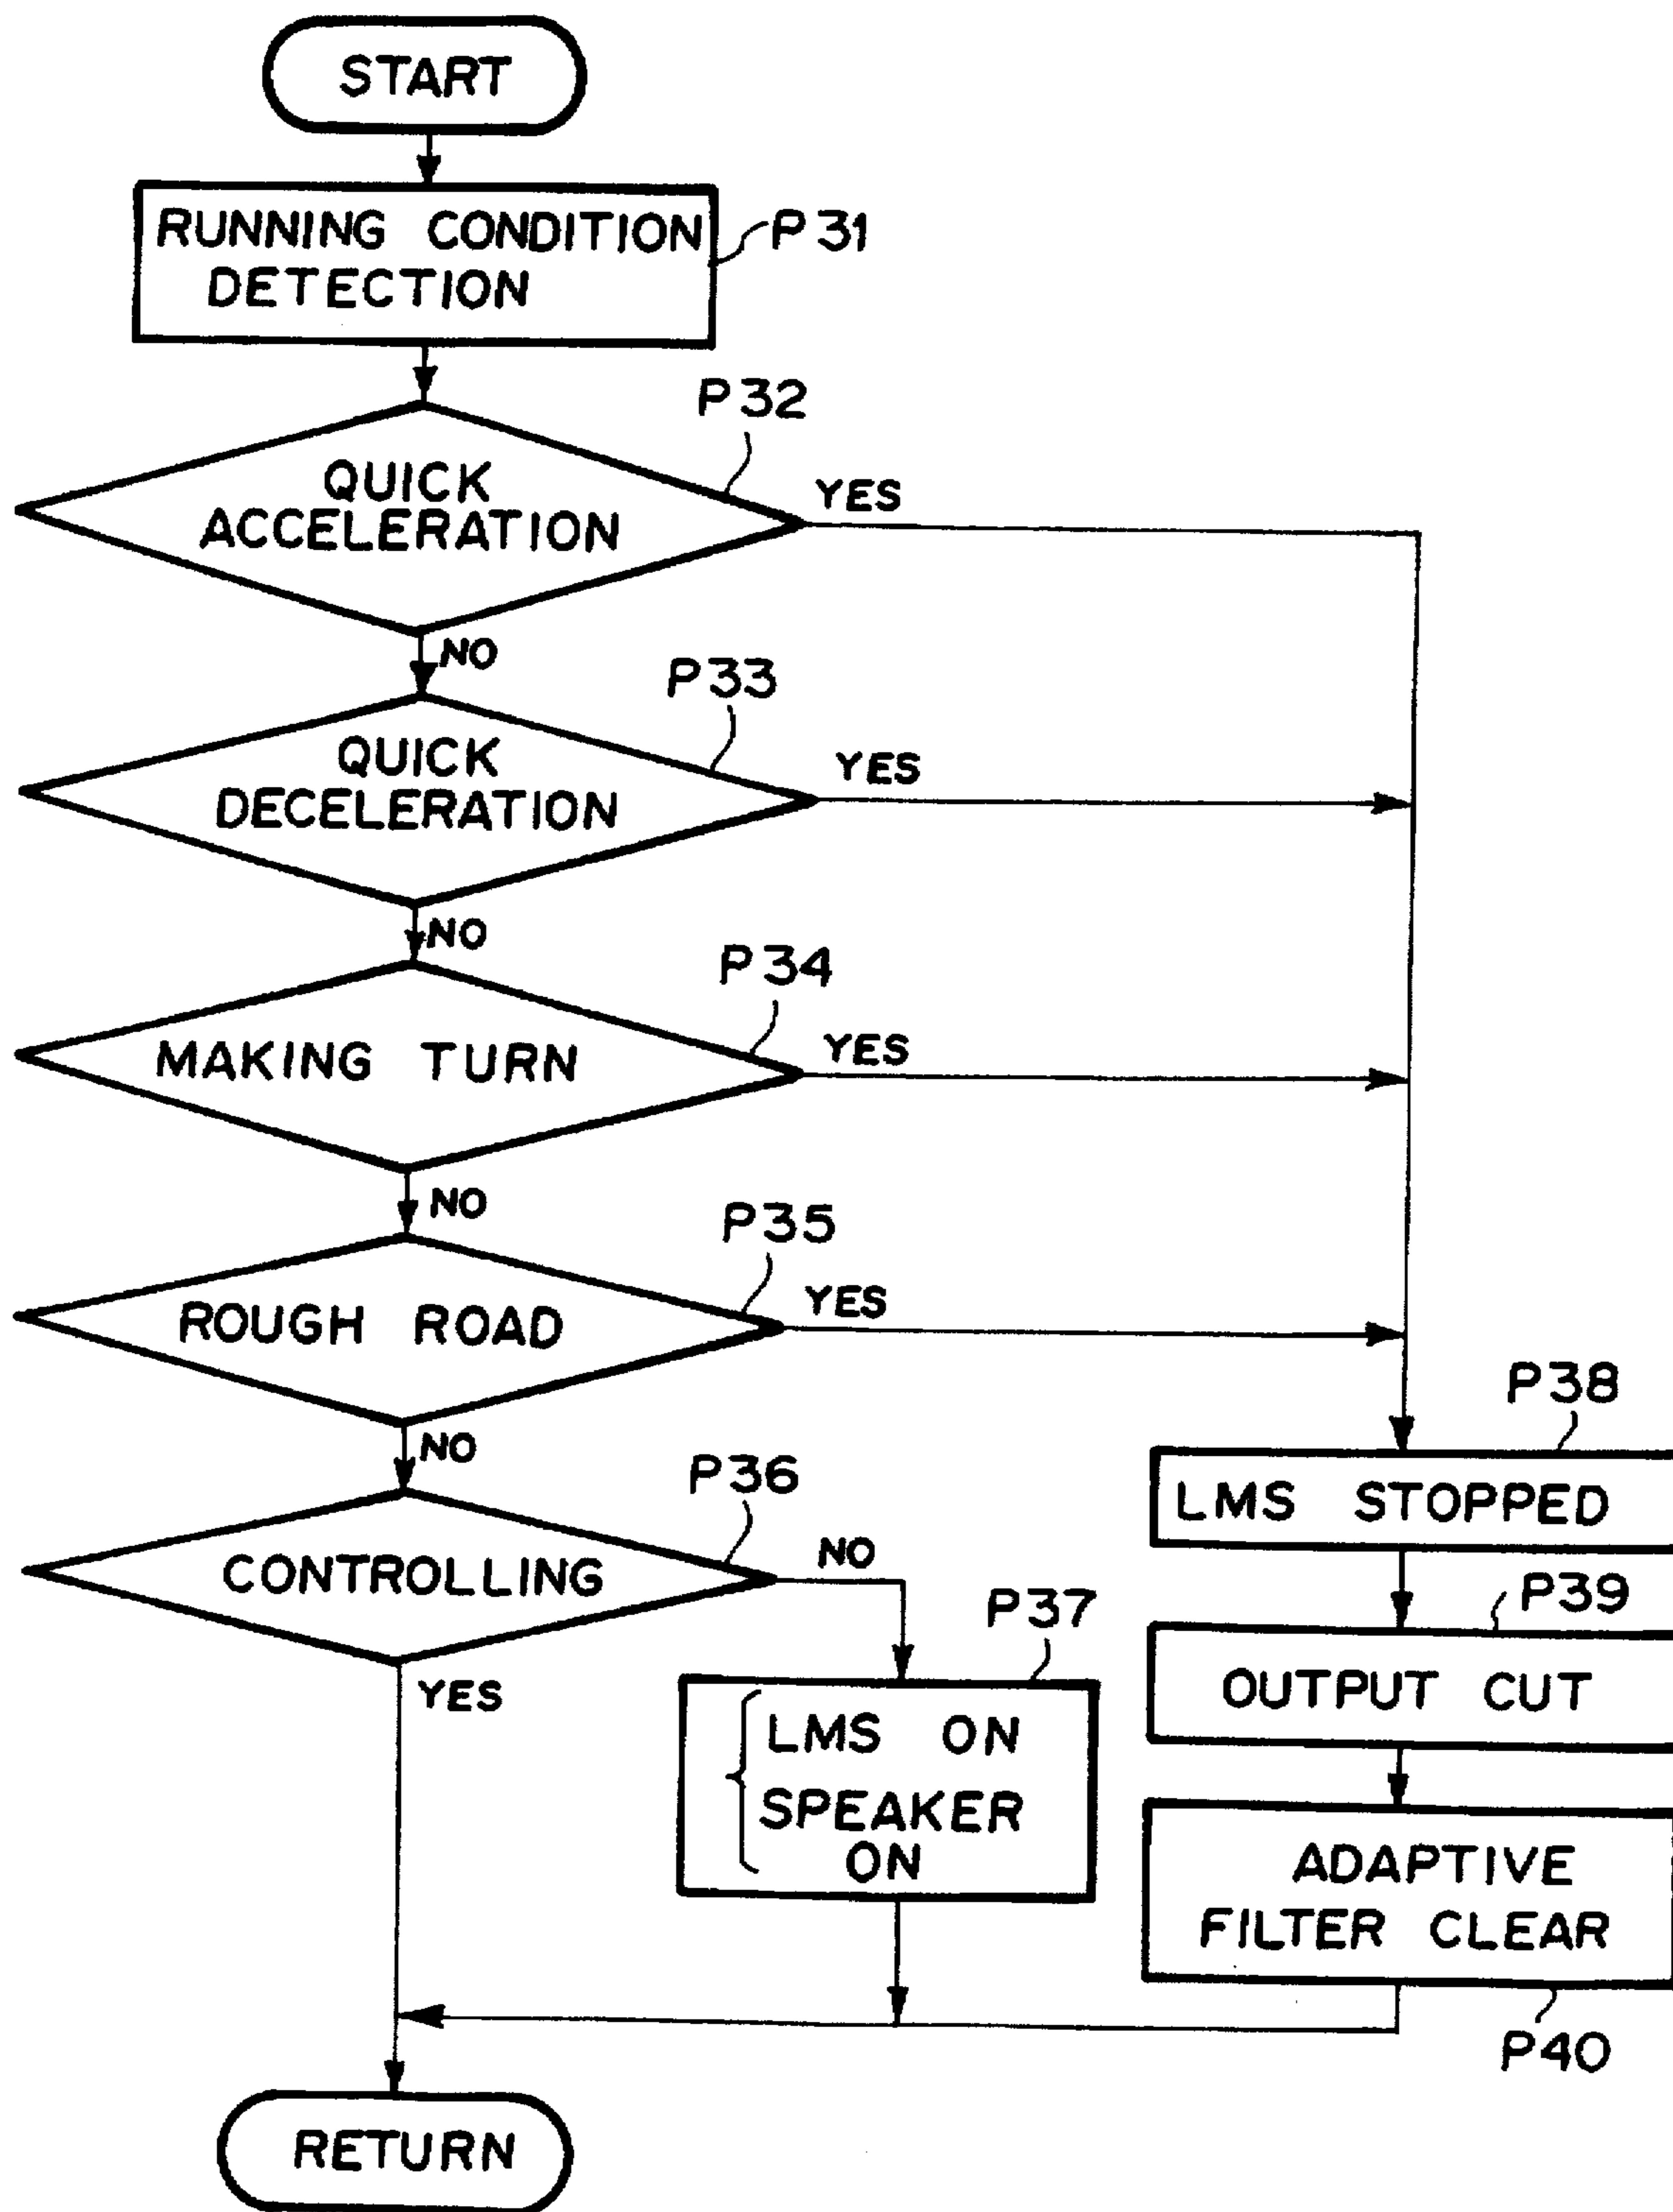 START
RUNNING CONDITION
DETECTION
P31
P32
QUICK
ACCELERATION
YES
NO
P33
QUICK
DECELERATION
YES
NO
P34
MAKING TURN
YES
NO
P35
ROUGH ROAD
YES
NO
P36
CONTROLLING
NO
YES
P37
LMS ON
SPEAKER
ON
P38
LMS STOPPED
P39
OUTPUT CUT
ADAPTIVE
FILTER CLEAR
P40
RETURN